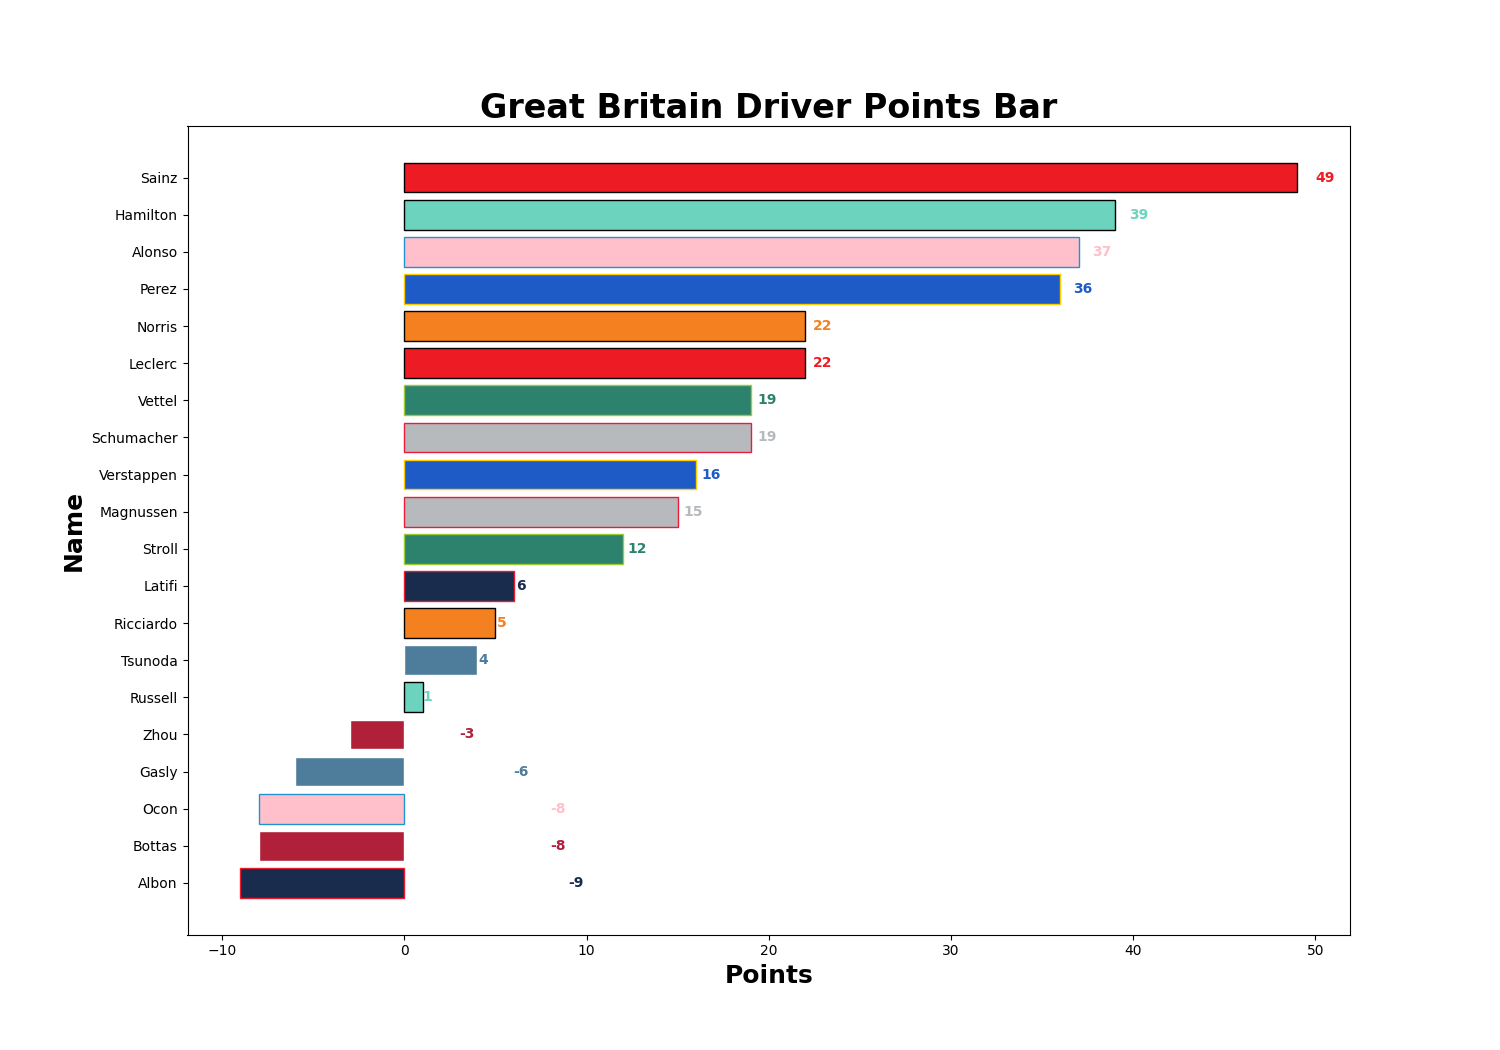 Great Britain Driver Points Bar
Sainz 49
Hamilton 39
Alonso 37
Perez 36
Norris 22
Leclerc 22
Vettel 19
Schumacher 19
Verstappen 16
Magnussen 15
Stroll 12
Latifi 6
Ricciardo 5
Tsunoda 4
Russell 1
Zhou -3
Gasly -6
Ocon -8
Bottas -8
Albon -9
Name
−10 0 10 20 30 40 50
Points